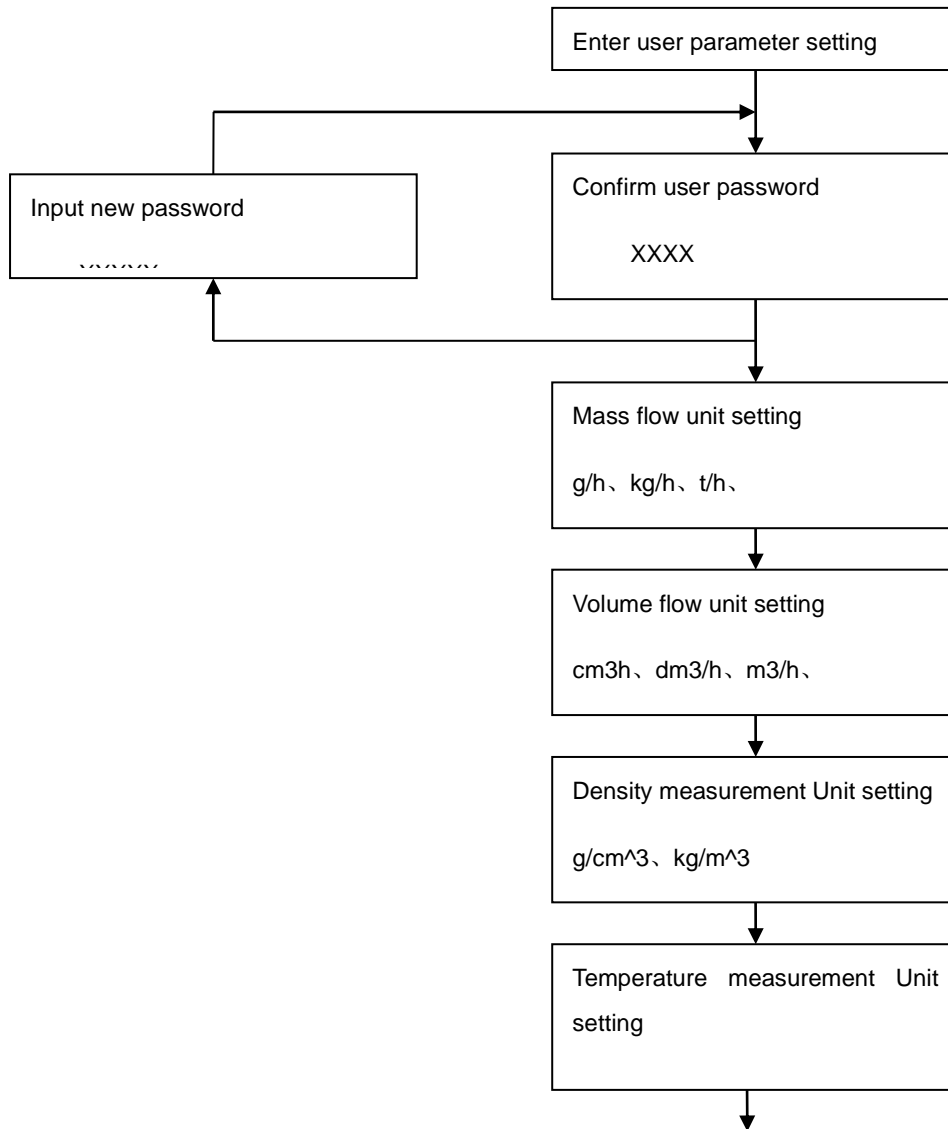 Enter user parameter setting
Input new password
Confirm user password
XXXX
Mass flow unit setting
g/h、kg/h、t/h、
Volume flow unit setting
cm3h、dm3/h、m3/h、
Density measurement Unit setting
g/cm^3、kg/m^3
Temperature measurement Unit
setting